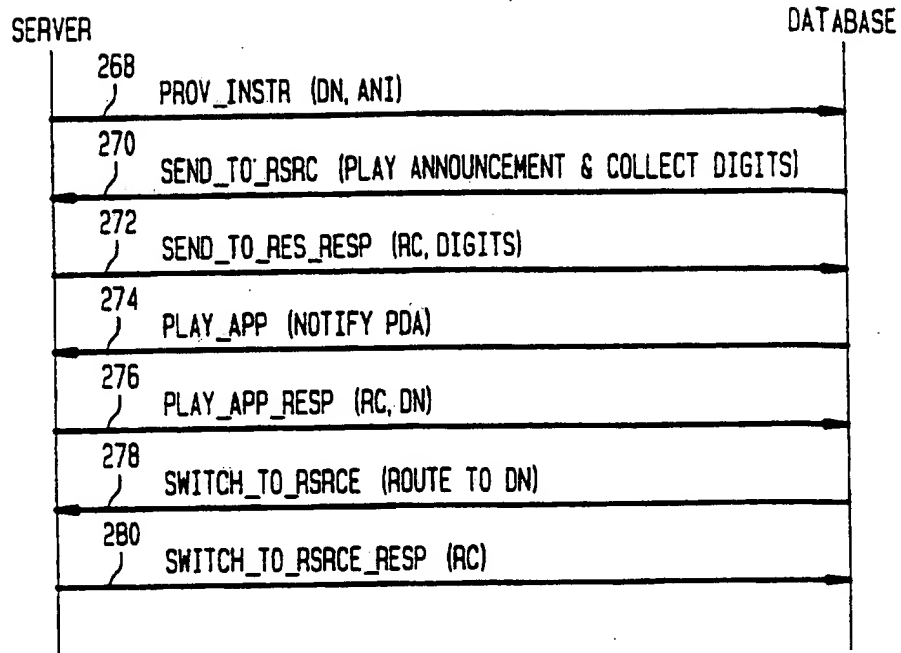 SERVER
DATABASE
268
PROV_INSTR (DN, ANI)
270
SEND_TO_RSRC (PLAY ANNOUNCEMENT & COLLECT DIGITS)
272
SEND_TO_RES_RESP (RC, DIGITS)
274
PLAY_APP (NOTIFY PDA)
276
PLAY_APP_RESP (RC, DN)
278
SWITCH_TO_RSRCE (ROUTE TO DN)
280
SWITCH_TO_RSRCE_RESP (RC)